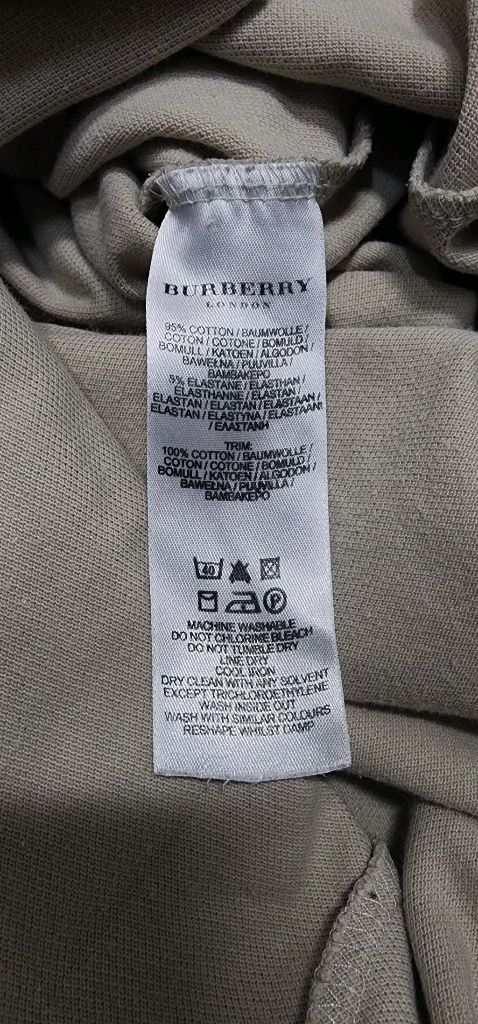 BURBERRY
LONDON
95% COTTON / BAUMWOLLE /
COTON / COTONE / BOMULD /
BOMULL / KATOEN / ALGODON /
BAWEŁNA / PUUVILLA /
BAMBAKEPO
5% ELASTANE / ELASTHAN /
ELASTHANNE / ELASTAN /
ELASTAN / ELASTAN / ELASTAAN /
ELASTAN / ELASTYNA / ELASTAANI
/ ΕΛΑΣΤΑΝΗ
TRIM:
100% COTTON / BAUMWOLLE /
COTON / COTONE / BOMULD /
BOMULL / KATOEN / ALGODON /
BAWEŁNA / PUUVILLA /
BAMBAKEPO
40
P
MACHINE WASHABLE
DO NOT CHLORINE BLEACH
DO NOT TUMBLE DRY
LINE DRY
COOL IRON
DRY CLEAN WITH ANY SOLVENT
EXCEPT TRICHLOROETHYLENE
WASH INSIDE OUT
WASH WITH SIMILAR COLOURS
RESHAPE WHILST DAMP